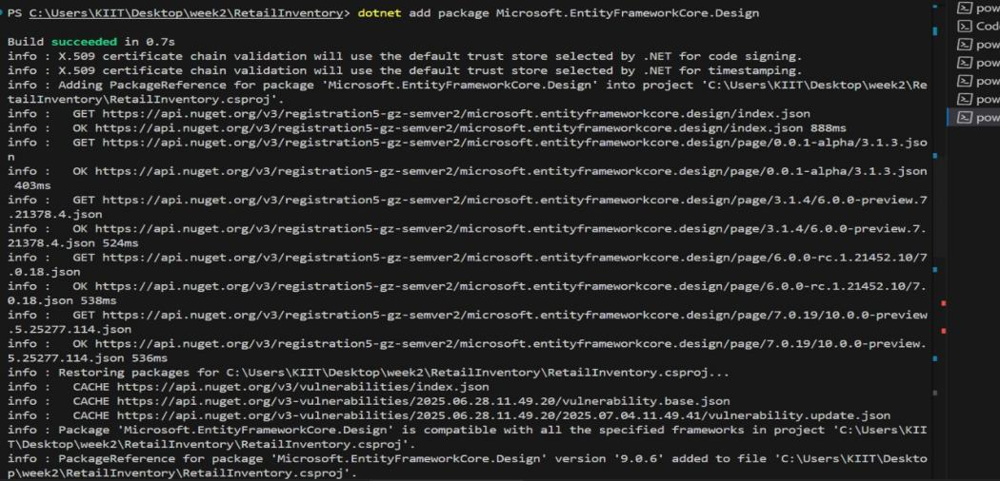 PS C:\Users\KIIT\Desktop\week2\RetailInventory> dotnet add package Microsoft.EntityFrameworkCore.Design
Build succeeded in 0.7s
info : X.509 certificate chain validation will use the default trust store selected by .NET for code signing.
info : X.509 certificate chain validation will use the default trust store selected by .NET for timestamping.
info : Adding PackageReference for package 'Microsoft.EntityFrameworkCore.Design' into project 'C:\Users\KIIT\Desktop\week2\Re
tailInventory\RetailInventory.csproj'.
info :   GET https://api.nuget.org/v3/registration5-gz-semver2/microsoft.entityframeworkcore.design/index.json
info :   OK https://api.nuget.org/v3/registration5-gz-semver2/microsoft.entityframeworkcore.design/index.json 888ms
info :   GET https://api.nuget.org/v3/registration5-gz-semver2/microsoft.entityframeworkcore.design/page/0.0.1-alpha/3.1.3.jso
n
info :   OK https://api.nuget.org/v3/registration5-gz-semver2/microsoft.entityframeworkcore.design/page/0.0.1-alpha/3.1.3.json
403ms
info :   GET https://api.nuget.org/v3/registration5-gz-semver2/microsoft.entityframeworkcore.design/page/3.1.4/6.0.0-preview.7
.21378.4.json
info :   OK https://api.nuget.org/v3/registration5-gz-semver2/microsoft.entityframeworkcore.design/page/3.1.4/6.0.0-preview.7.
21378.4.json 524ms
info :   GET https://api.nuget.org/v3/registration5-gz-semver2/microsoft.entityframeworkcore.design/page/6.0.0-rc.1.21452.10/7
.0.18.json
info :   OK https://api.nuget.org/v3/registration5-gz-semver2/microsoft.entityframeworkcore.design/page/6.0.0-rc.1.21452.10/7.
0.18.json 538ms
info :   GET https://api.nuget.org/v3/registration5-gz-semver2/microsoft.entityframeworkcore.design/page/7.0.19/10.0.0-preview
.5.25277.114.json
info :   OK https://api.nuget.org/v3/registration5-gz-semver2/microsoft.entityframeworkcore.design/page/7.0.19/10.0.0-preview.
5.25277.114.json 536ms
info : Restoring packages for C:\Users\KIIT\Desktop\week2\RetailInventory\RetailInventory.csproj...
info :   CACHE https://api.nuget.org/v3/vulnerabilities/index.json
info :   CACHE https://api.nuget.org/v3-vulnerabilities/2025.06.28.11.49.20/vulnerability.base.json
info :   CACHE https://api.nuget.org/v3-vulnerabilities/2025.06.28.11.49.20/2025.07.04.11.49.41/vulnerability.update.json
info : Package 'Microsoft.EntityFrameworkCore.Design' is compatible with all the specified frameworks in project 'C:\Users\KII
T\Desktop\week2\RetailInventory\RetailInventory.csproj'.
info : PackageReference for package 'Microsoft.EntityFrameworkCore.Design' version '9.0.6' added to file 'C:\Users\KIIT\Deskto
p\week2\RetailInventory\RetailInventory.csproj'.
pow
Code
pow
pow
pow
pow
pow